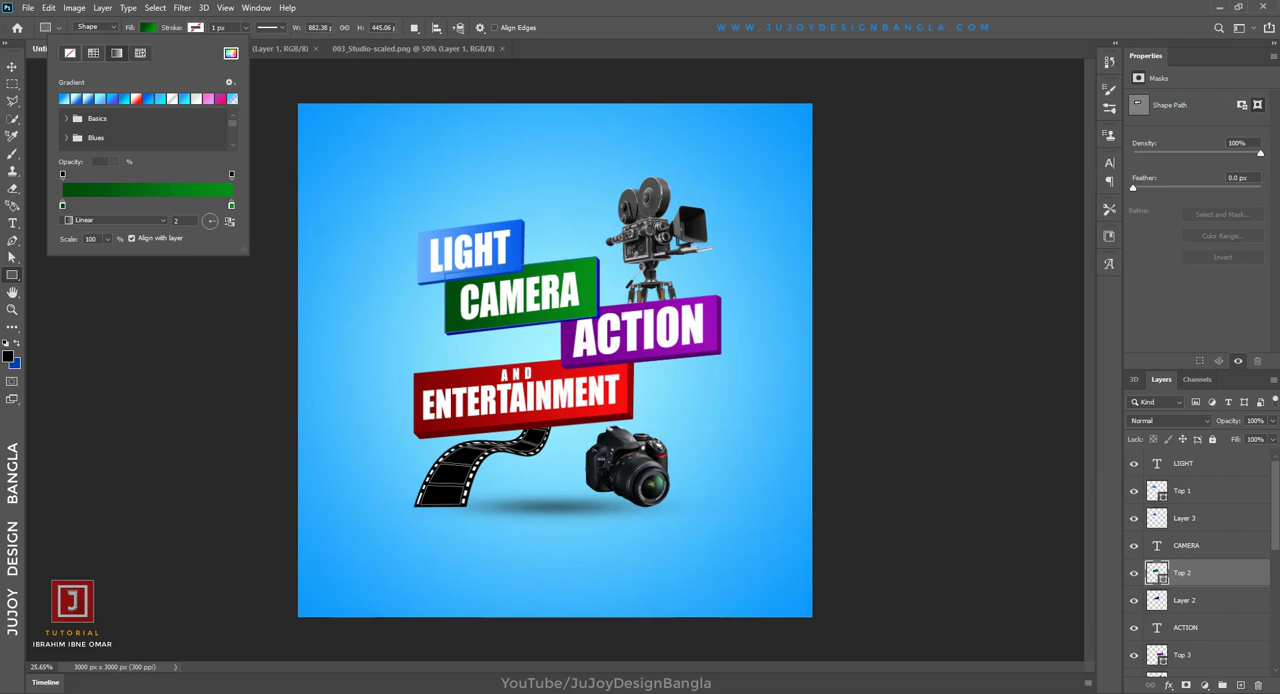 Ps File Edit Image Layer Type Select Filter 3D View Window Help
Shape Fill: Stroke: 1 px W: 882.38 H: 445.06 Align Edges
WWW.JUJOYDESIGNBANGLA.COM
Unti
(Layer 1, RGB/8) ×
003_Studio-scaled.png @ 50% (Layer 1, RGB/8) ×
Gradient
Basics
Blues
Opacity: %
Linear 2
Scale: 100 % Align with layer
LIGHT
CAMERA
ACTION
AND
ENTERTAINMENT
JUJOY DESIGN BANGLA
J
TUTORIAL
IBRAHIM IBNE OMAR
25.65% 3000 px x 3000 px (300 ppi)
Timeline
YouTube/JuJoyDesignBangla
Properties
Masks
Shape Path
Density: 100%
Feather: 0.0 px
Refine:
Select and Mask...
Color Range...
Invert
3D Layers Channels
Kind
Normal Opacity: 100%
Lock: Fill: 100%
LIGHT
Top 1
Layer 3
CAMERA
Top 2
Layer 2
ACTION
Top 3